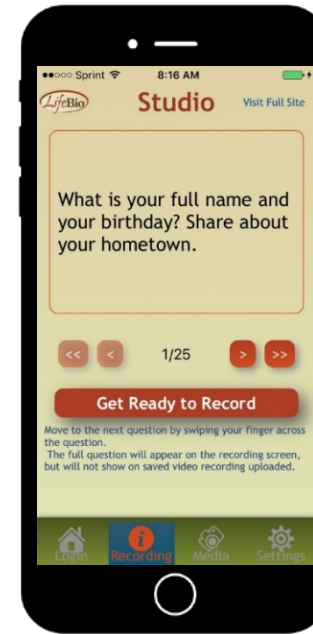 ●●○○○ Sprint 8:16 AM
LifeBio Studio Visit Full Site
What is your full name and
your birthday? Share about
your hometown.
<< < 1/25 > >>
Get Ready to Record
Move to the next question by swiping your finger across
the question.
The full question will appear on the recording screen,
but will not show on saved video recording uploaded.
Login Recording Media Settings